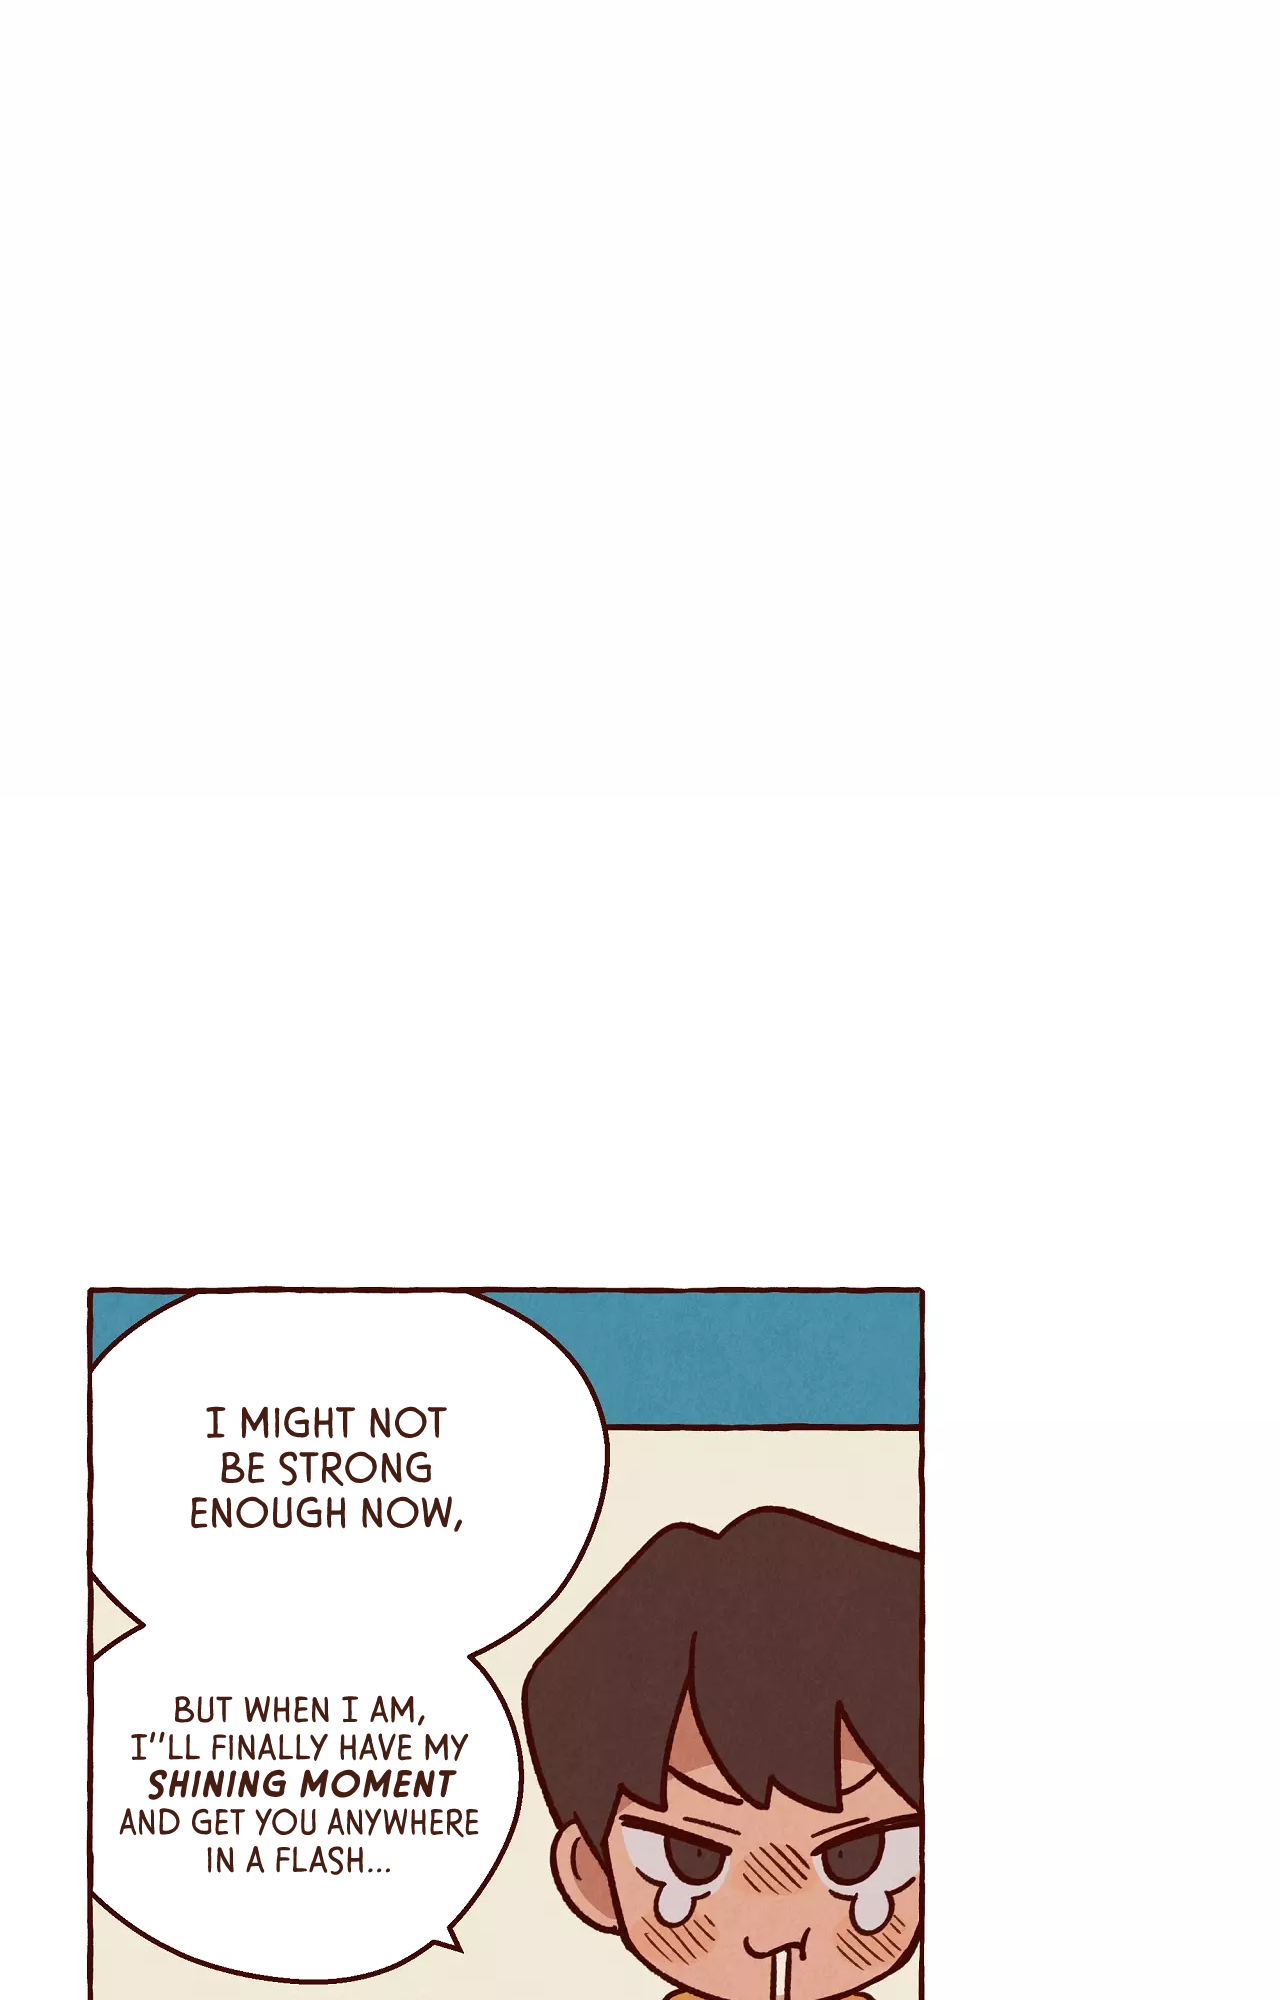 I MIGHT NOT
BE STRONG
ENOUGH NOW,
BUT WHEN I AM,
I''LL FINALLY HAVE MY
SHINING MOMENT
AND GET YOU ANYWHERE
IN A FLASH...